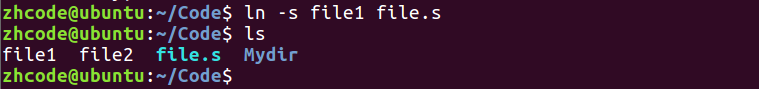 zhcode@ubuntu:~/Code$ ln -s file1 file.s
zhcode@ubuntu:~/Code$ ls
file1  file2  file.s  Mydir
zhcode@ubuntu:~/Code$